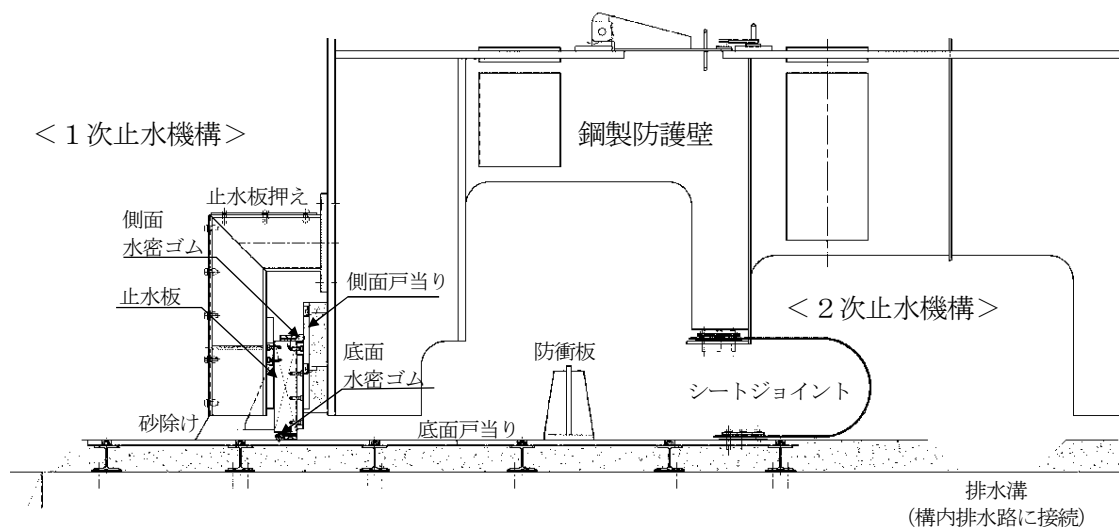 ＜１次止水機構＞
鋼製防護壁
止水板押え
側面
水密ゴム
側面戸当り
止水板
＜２次止水機構＞
底面
水密ゴム
防衝板
シートジョイント
砂除け
底面戸当り
排水溝
（構内排水路に接続）